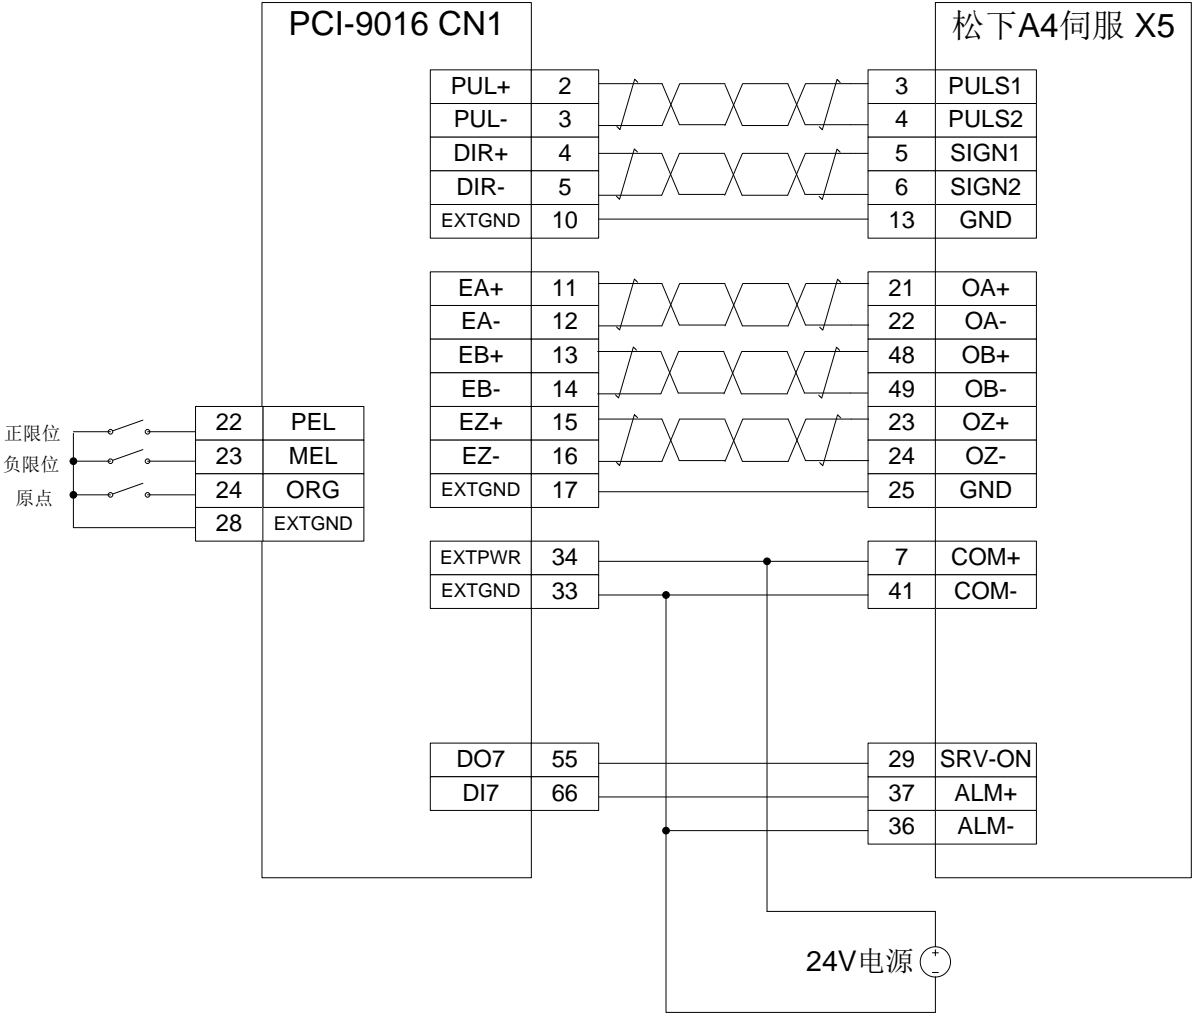 PCI-9016 CN1
松下A4伺服 X5
PUL+ 2 3 PULS1
PUL- 3 4 PULS2
DIR+ 4 5 SIGN1
DIR- 5 6 SIGN2
EXTGND 10 13 GND
EA+ 11 21 OA+
EA- 12 22 OA-
EB+ 13 48 OB+
EB- 14 49 OB-
EZ+ 15 23 OZ+
EZ- 16 24 OZ-
EXTGND 17 25 GND
正限位 22 PEL
负限位 23 MEL
原点 24 ORG
28 EXTGND
EXTPWR 34 7 COM+
EXTGND 33 41 COM-
DO7 55 29 SRV-ON
DI7 66 37 ALM+
36 ALM-
24V电源 + −